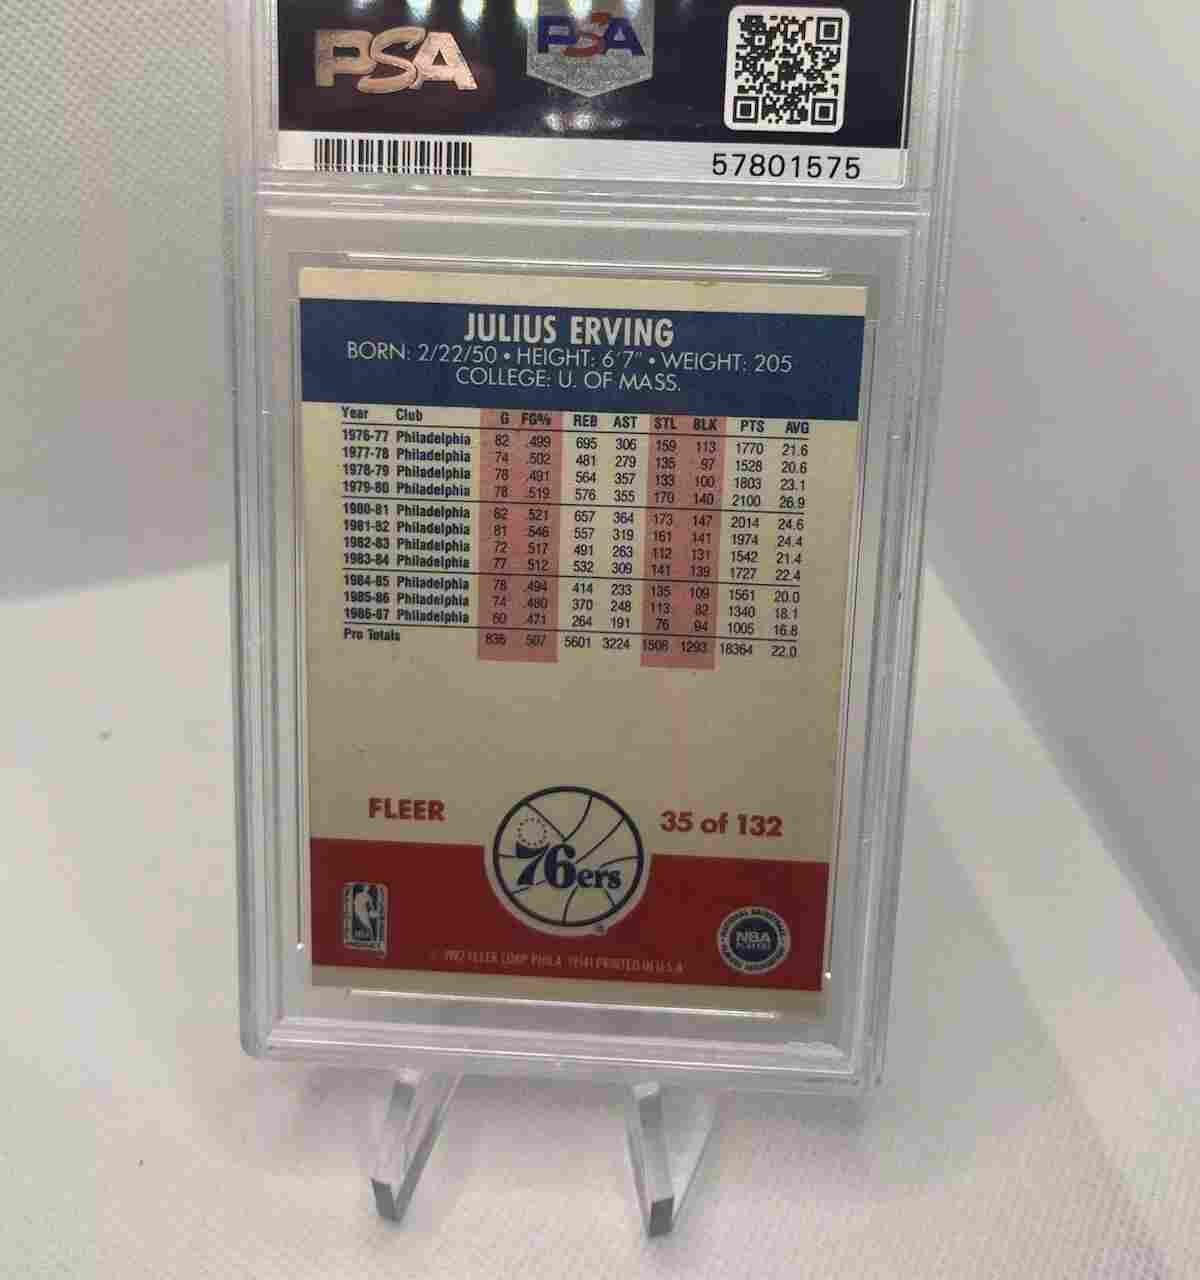 PSA
PSA
57801575
JULIUS ERVING
BORN: 2/22/50 • HEIGHT: 6'7" • WEIGHT: 205
COLLEGE: U. OF MASS.
Year Club G FG% REB AST STL BLK PTS AVG
1976-77 Philadelphia 82 .499 695 306 159 113 1770 21.6
1977-78 Philadelphia 74 .502 481 279 135 97 1528 20.6
1978-79 Philadelphia 78 .491 564 357 133 100 1803 23.1
1979-80 Philadelphia 78 .519 576 355 170 140 2100 26.9
1980-81 Philadelphia 82 .521 657 364 173 147 2014 24.6
1981-82 Philadelphia 81 .546 557 319 161 141 1974 24.4
1982-83 Philadelphia 72 .517 491 263 112 131 1542 21.4
1983-84 Philadelphia 77 .512 532 309 141 139 1727 22.4
1984-85 Philadelphia 78 .494 414 233 135 109 1561 20.0
1985-86 Philadelphia 74 .480 370 248 113 82 1340 18.1
1986-87 Philadelphia 60 .471 264 191 76 94 1005 16.8
Pro Totals 836 .507 5601 3224 1508 1293 18364 22.0
FLEER
35 of 132
76ers
NBA
PLAYERS
FLEER CORP. PHILA. 19141 PRINTED IN U.S.A.